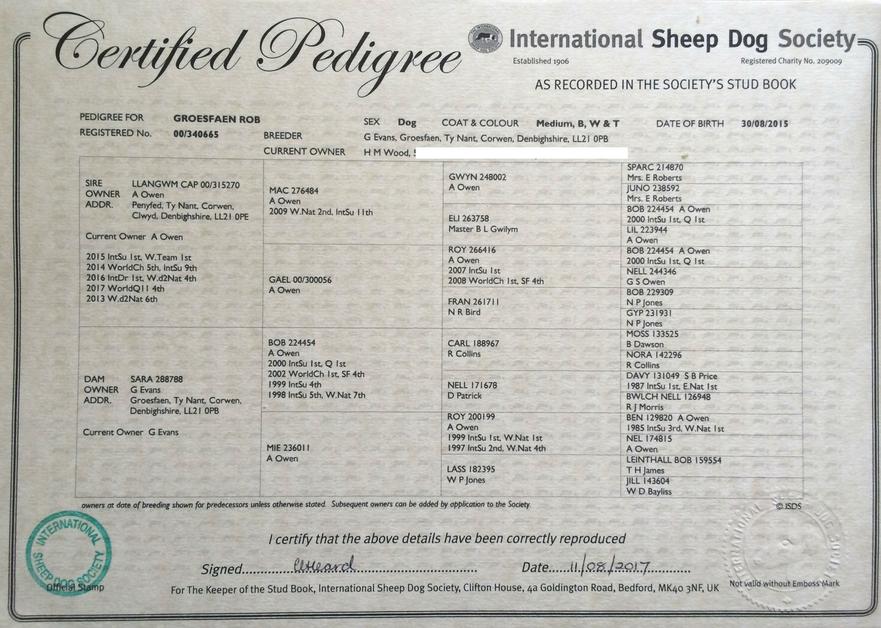 Certified Pedigree
International Sheep Dog Society
Established 1906 Registered Charity No. 209009
AS RECORDED IN THE SOCIETY'S STUD BOOK
PEDIGREE FOR GROESFAEN ROB
REGISTERED No. 00/340665
SEX Dog COAT & COLOUR Medium, B, W & T DATE OF BIRTH 30/08/2015
BREEDER G Evans, Groesfaen, Ty Nant, Corwen, Denbighshire, LL21 0PB
CURRENT OWNER H M Wood,
SIRE LLANGWM CAP 00/315270
OWNER A Owen
ADDR. Penyfed, Ty Nant, Corwen,
Clwyd, Denbighshire, LL21 0PE
Current Owner A Owen
2015 IntSu 1st, W.Team 1st
2014 WorldCh 5th, IntSu 9th
2016 IntDr 1st, W.d2Nat 4th
2017 WorldQ11 4th
2013 W.d2Nat 6th
DAM SARA 288788
OWNER G Evans
ADDR. Groesfaen, Ty Nant, Corwen,
Denbighshire, LL21 0PB
Current Owner G Evans
MAC 276484
A Owen
2009 W.Nat 2nd, IntSu 11th
GAEL 00/300056
A Owen
BOB 224454
A Owen
2000 IntSu 1st, Q 1st
2002 WorldCh 1st, SF 4th
1999 IntSu 4th
1998 IntSu 5th, W.Nat 7th
MIE 236011
A Owen
GWYN 248002
A Owen
ELI 263758
Master B L Gwilym
ROY 266416
A Owen
2007 IntSu 1st
2008 WorldCh 1st, SF 4th
FRAN 261711
N R Bird
CARL 188967
R Collins
NELL 171678
D Patrick
ROY 200199
A Owen
1999 IntSu 1st, W.Nat 1st
1997 IntSu 2nd, W.Nat 4th
LASS 182395
W P Jones
SPARC 214870
Mrs. E Roberts
JUNO 238592
Mrs. E Roberts
BOB 224454 A Owen
2000 IntSu 1st, Q 1st
LIL 223944
A Owen
BOB 224454 A Owen
2000 IntSu 1st, Q 1st
NELL 244346
G S Owen
BOB 229309
N P Jones
GYP 231931
N P Jones
MOSS 133525
B Dawson
NORA 142296
R Collins
DAVY 131049 S B Price
1987 IntSu 1st, E.Nat 1st
BWLCH NELL 126948
R J Morris
BEN 129820 A Owen
1985 IntSu 3rd, W.Nat 1st
NEL 174815
A Owen
LEINTHALL BOB 159554
T H James
JILL 143604
W D Bayliss
owners at date of breeding shown for predecessors unless otherwise stated. Subsequent owners can be added by application to the Society.
© ISDS
I certify that the above details have been correctly reproduced
Signed Date 11/08/2017
INTERNATIONAL SHEEP DOG SOCIETY
Official Stamp
Not valid without Emboss Mark
For The Keeper of the Stud Book, International Sheep Dog Society, Clifton House, 4a Goldington Road, Bedford, MK40 3NF, UK